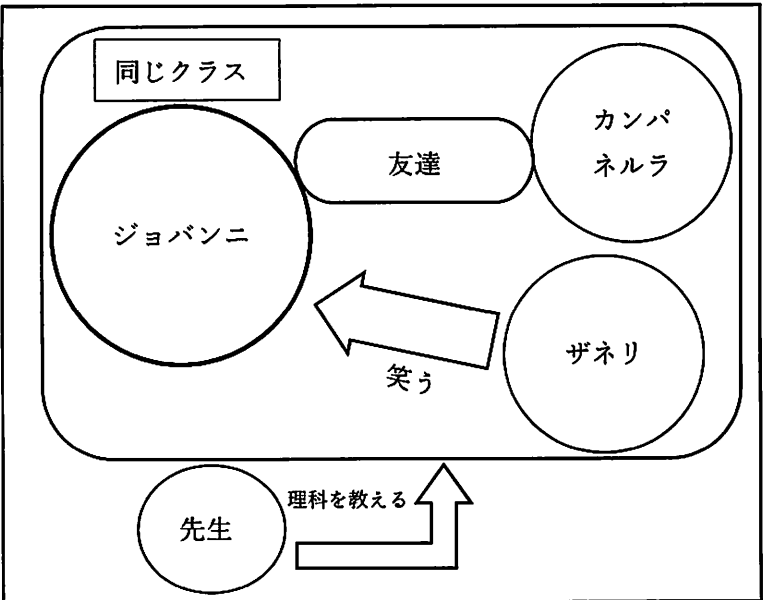 同じクラス
カンパ
ネルラ
友達
ジョバンニ
ザネリ
笑う
理科を教える
先生